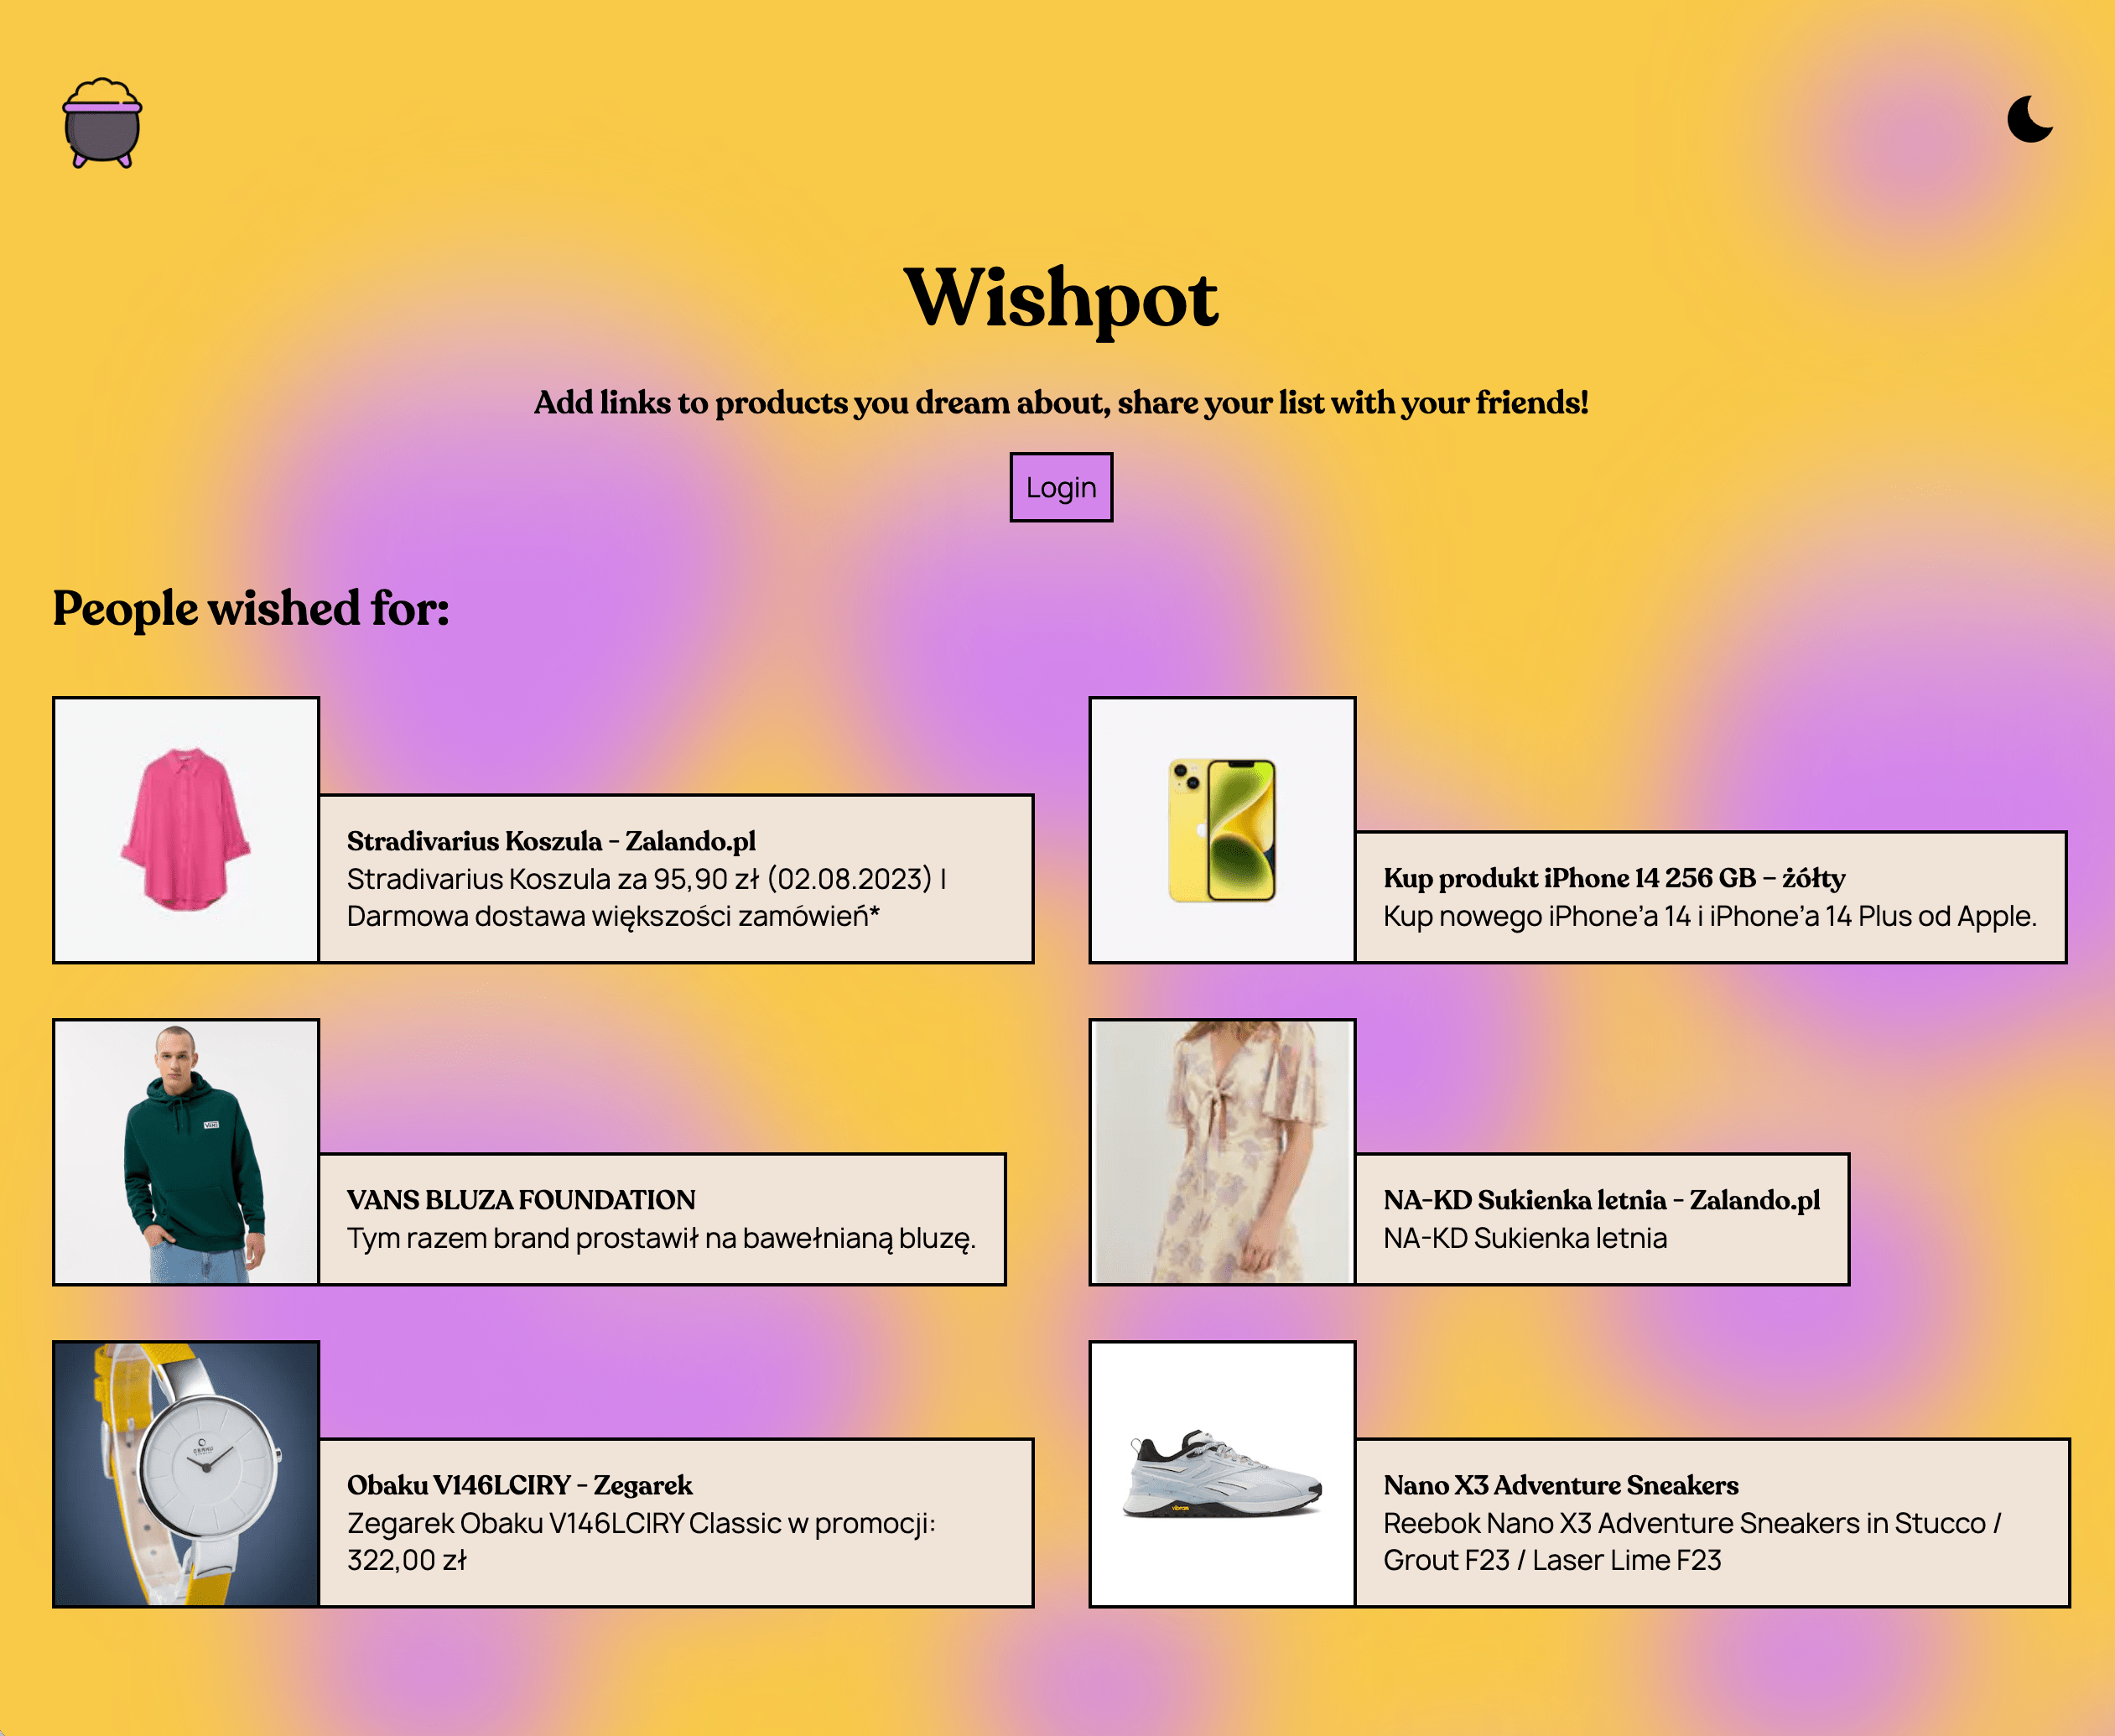 Wishpot
Add links to products you dream about, share your list with your friends!
Login
People wished for:
Stradivarius Koszula - Zalando.pl
Stradivarius Koszula za 95,90 zł (02.08.2023) |
Darmowa dostawa większości zamówień*
Kup produkt iPhone 14 256 GB – żółty
Kup nowego iPhone’a 14 i iPhone’a 14 Plus od Apple.
VANS
VANS BLUZA FOUNDATION
Tym razem brand prostawił na bawełnianą bluzę.
NA-KD Sukienka letnia - Zalando.pl
NA-KD Sukienka letnia
OBAKU
Obaku V146LCIRY - Zegarek
Zegarek Obaku V146LCIRY Classic w promocji:
322,00 zł
vibram
Nano X3 Adventure Sneakers
Reebok Nano X3 Adventure Sneakers in Stucco /
Grout F23 / Laser Lime F23